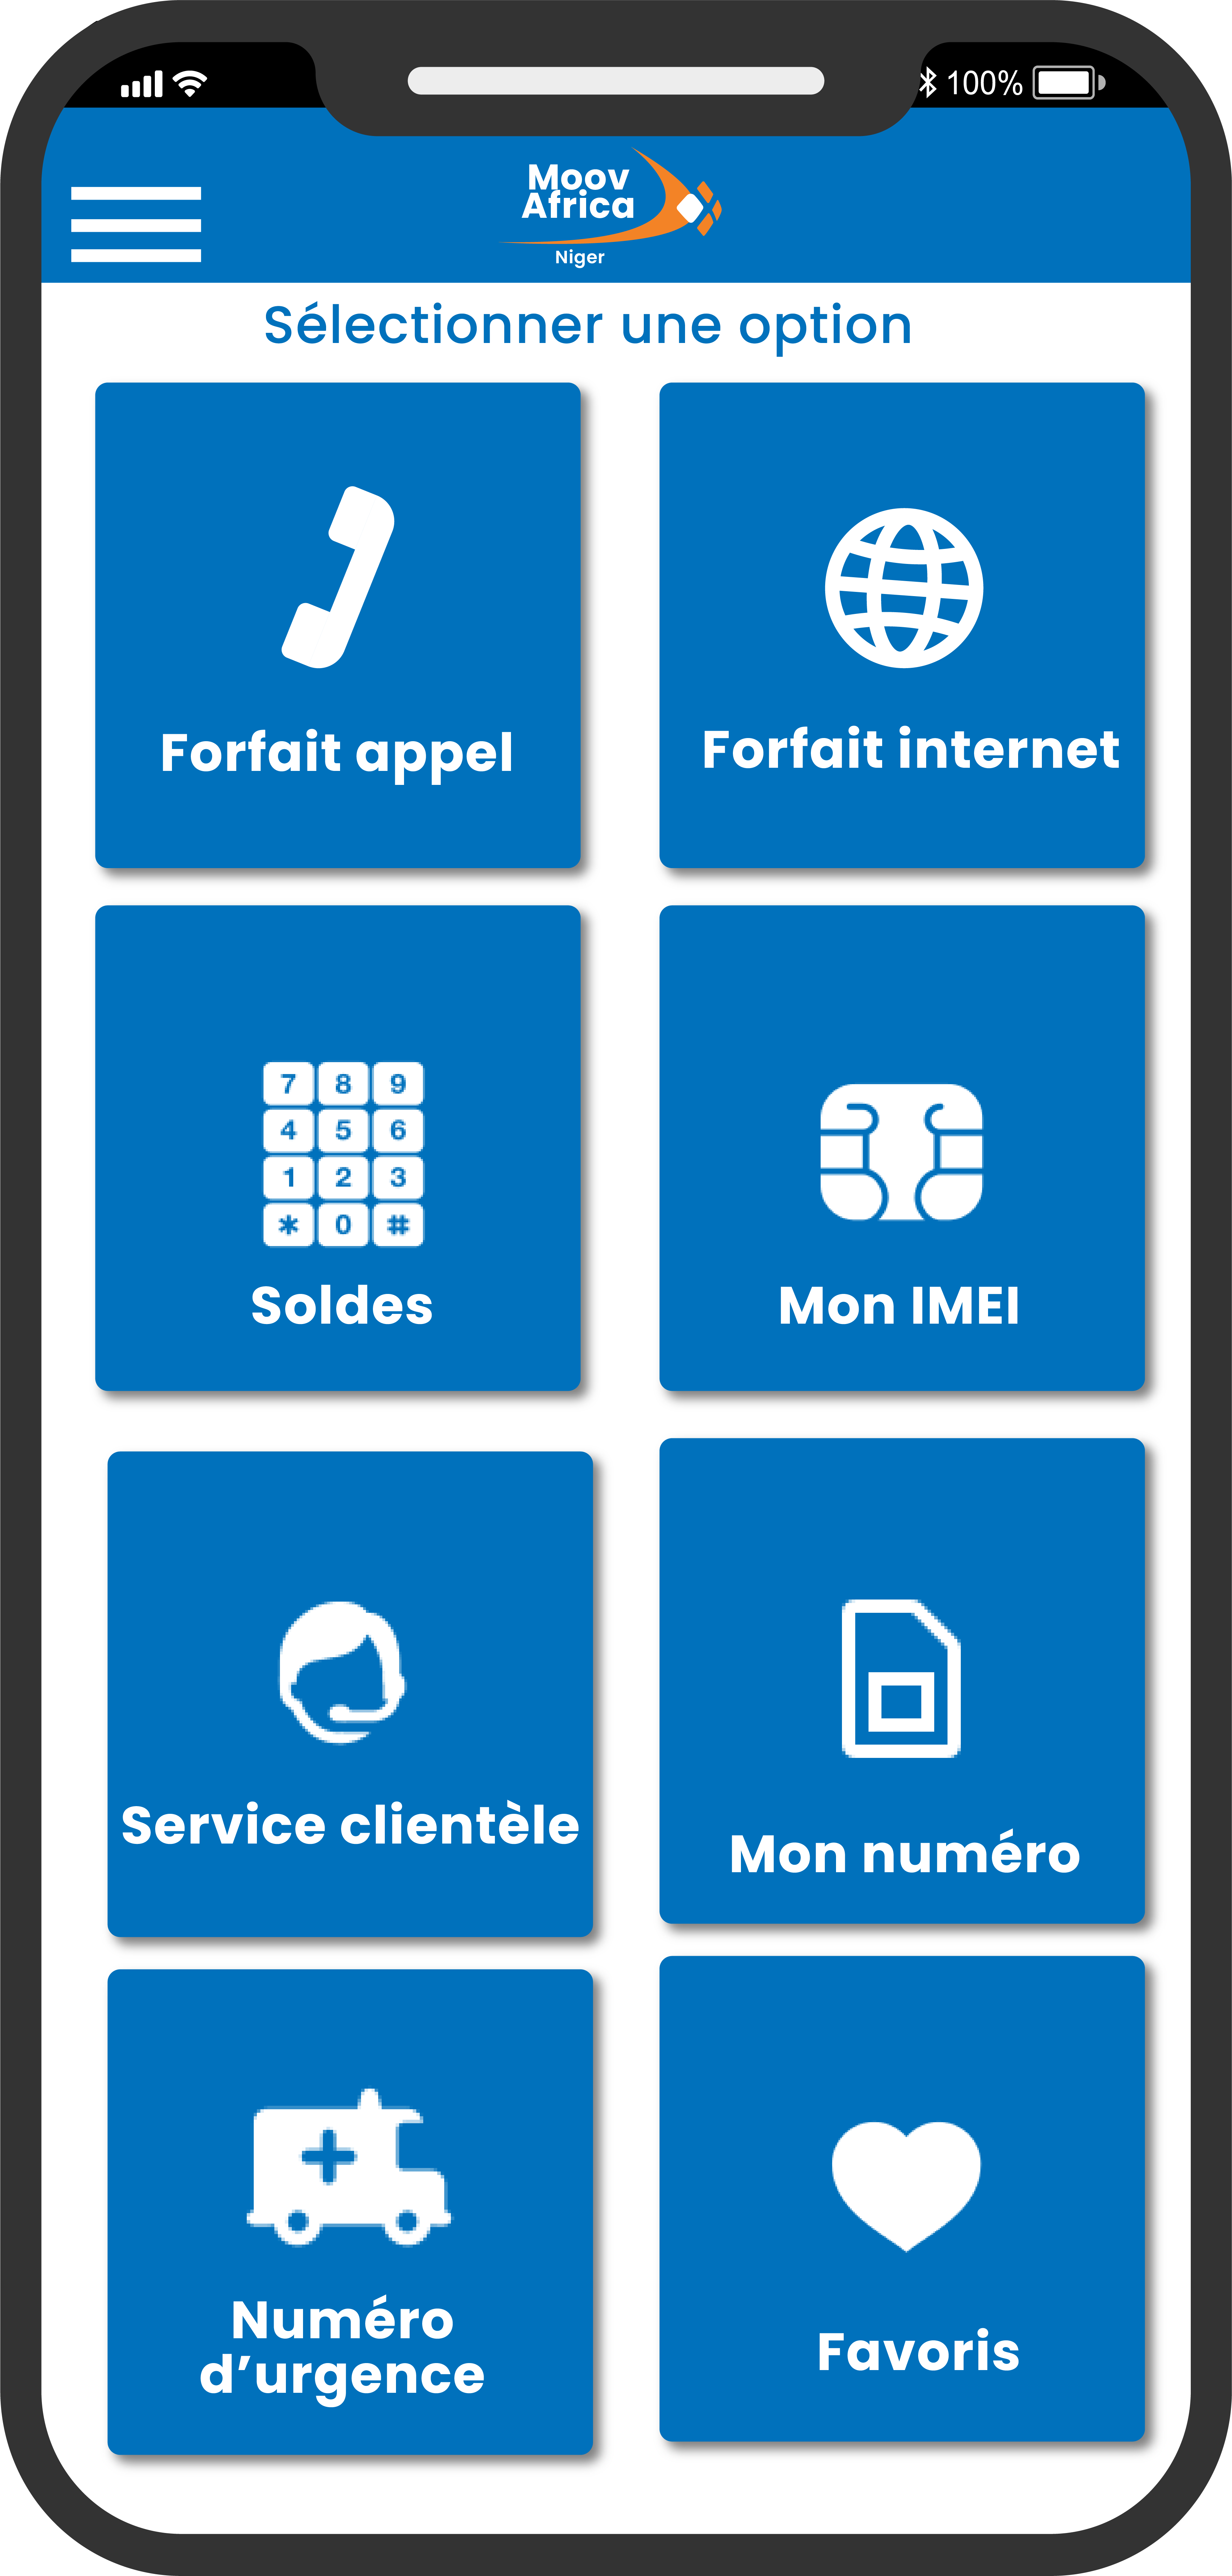 100%
Moov
Africa
Niger
Sélectionner une option
Forfait appel
Forfait internet
7 8 9
4 5 6
1 2 3
* 0 #
Soldes
Mon IMEI
Service clientèle
Mon numéro
Numéro
d’urgence
Favoris